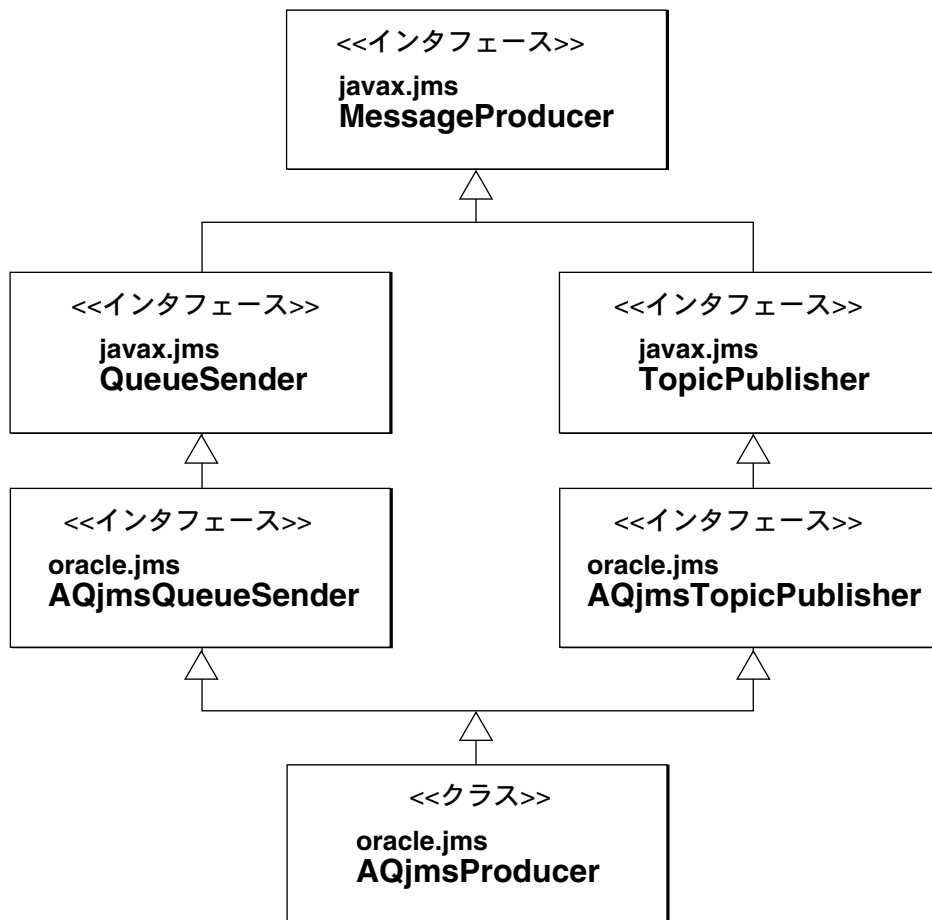 <<インタフェース>>
javax.jms
MessageProducer
<<インタフェース>>
javax.jms
QueueSender
<<インタフェース>>
javax.jms
TopicPublisher
<<インタフェース>>
oracle.jms
AQjmsQueueSender
<<インタフェース>>
oracle.jms
AQjmsTopicPublisher
<<クラス>>
oracle.jms
AQjmsProducer